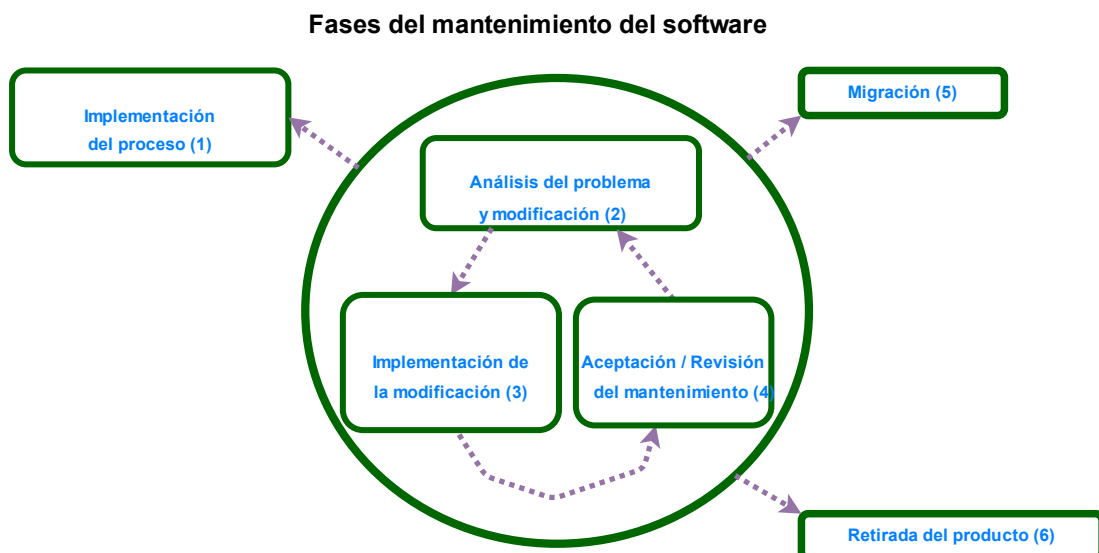 Fases del mantenimiento del software
Implementación
del proceso (1)
Migración (5)
Análisis del problema
y modificación (2)
Implementación de
la modificación (3)
Aceptación / Revisión
del mantenimiento (4)
Retirada del producto (6)